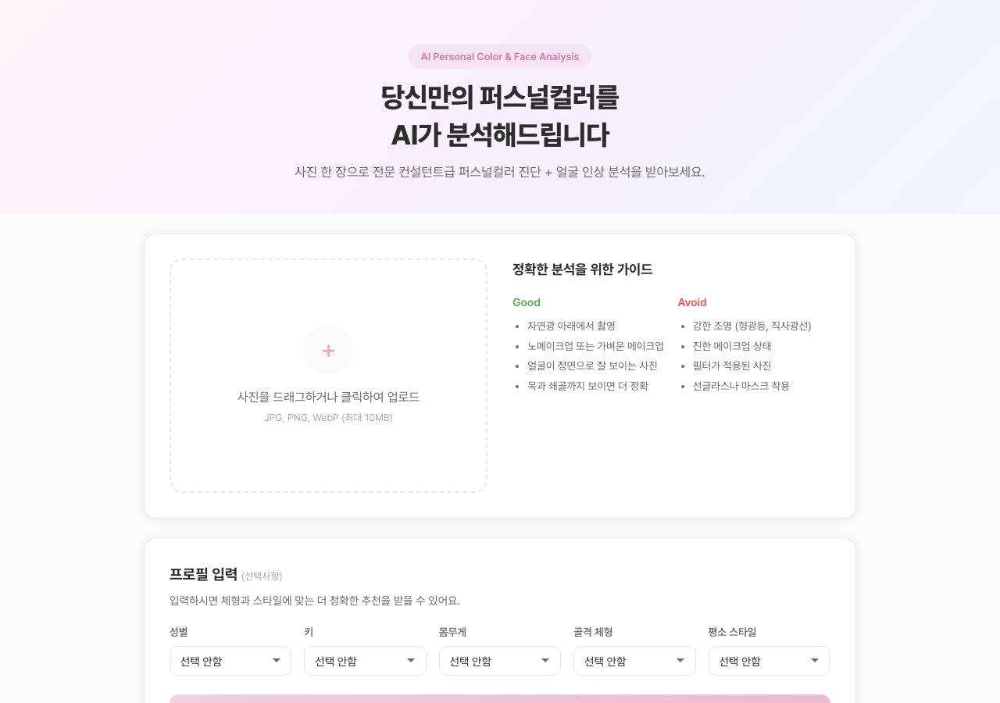 AI Personal Color & Face Analysis
당신만의 퍼스널컬러를
AI가 분석해드립니다
사진 한 장으로 전문 컨설턴트급 퍼스널컬러 진단 + 얼굴 인상 분석을 받아보세요.
+
사진을 드래그하거나 클릭하여 업로드
JPG, PNG, WebP (최대 10MB)
정확한 분석을 위한 가이드
Good
• 자연광 아래에서 촬영
• 노메이크업 또는 가벼운 메이크업
• 얼굴이 정면으로 잘 보이는 사진
• 목과 쇄골까지 보이면 더 정확
Avoid
• 강한 조명 (형광등, 직사광선)
• 진한 메이크업 상태
• 필터가 적용된 사진
• 선글라스나 마스크 착용
프로필 입력 (선택사항)
입력하시면 체형과 스타일에 맞는 더 정확한 추천을 받을 수 있어요.
성별 키 몸무게 골격 체형 평소 스타일
선택 안함 선택 안함 선택 안함 선택 안함 선택 안함